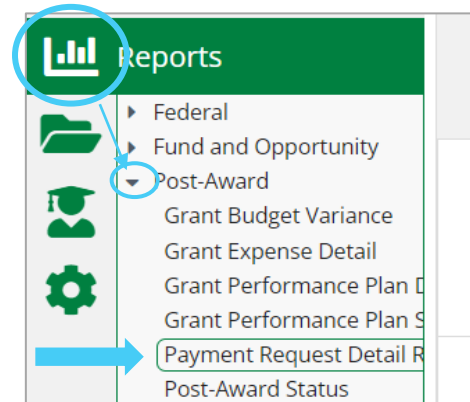 Reports
Federal
Fund and Opportunity
Post-Award
Grant Budget Variance
Grant Expense Detail
Grant Performance Plan
Grant Performance Plan
Payment Request Detail
Post-Award Status